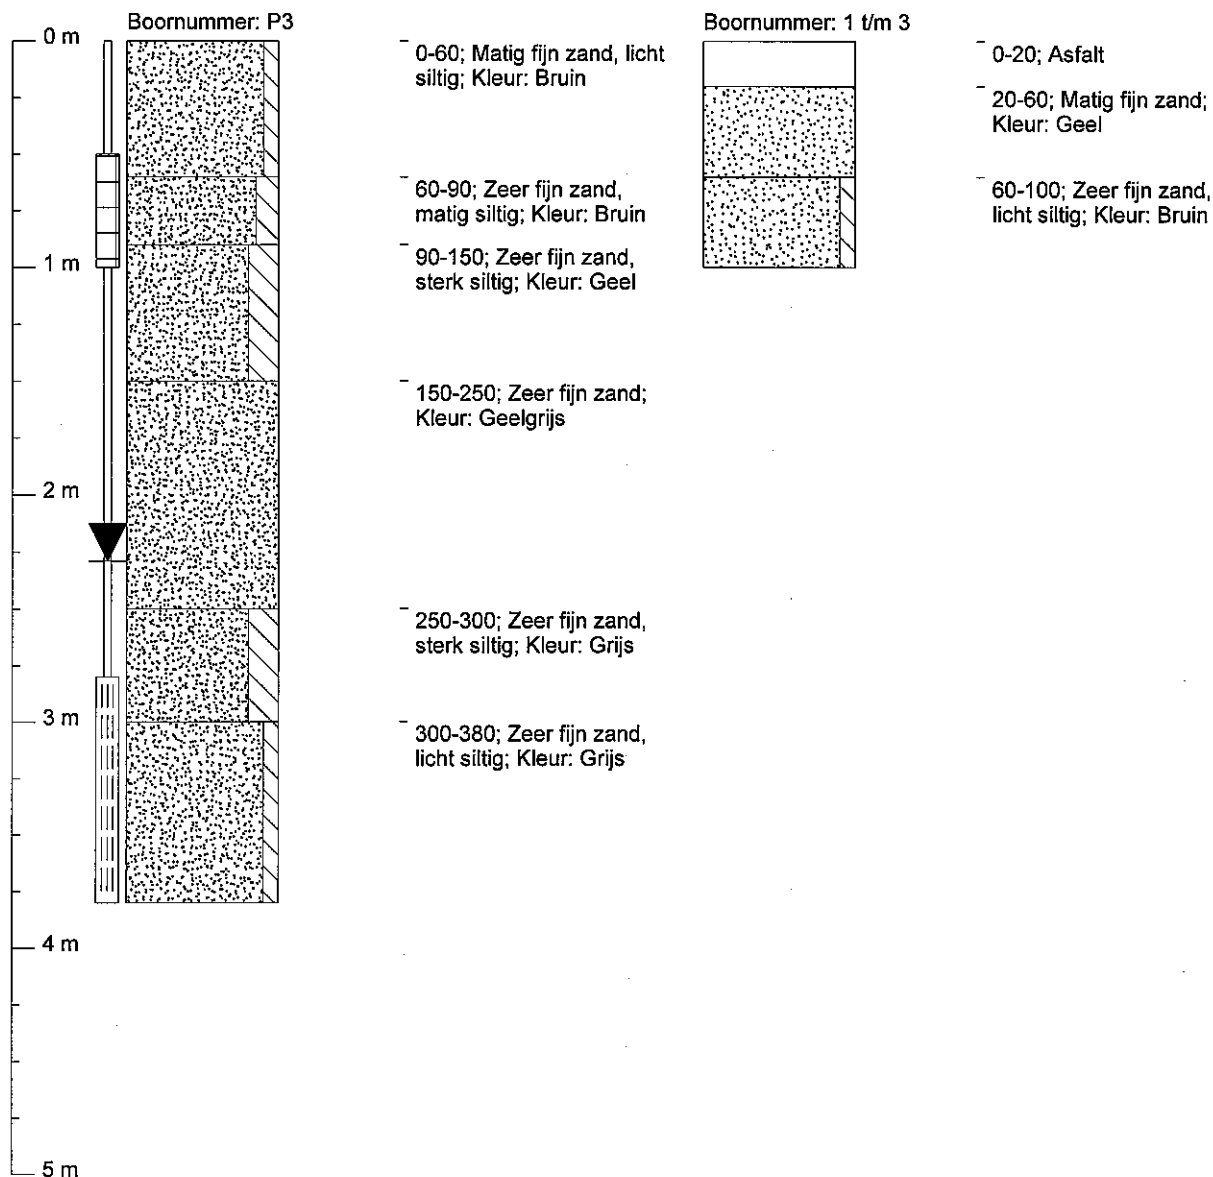 Boornummer: P3
0 m
1 m
2 m
3 m
4 m
5 m
0-60; Matig fijn zand, licht
siltig; Kleur: Bruin
60-90; Zeer fijn zand,
matig siltig; Kleur: Bruin
90-150; Zeer fijn zand,
sterk siltig; Kleur: Geel
150-250; Zeer fijn zand;
Kleur: Geelgrijs
250-300; Zeer fijn zand,
sterk siltig; Kleur: Grijs
300-380; Zeer fijn zand,
licht siltig; Kleur: Grijs
Boornummer: 1 t/m 3
0-20; Asfalt
20-60; Matig fijn zand;
Kleur: Geel
60-100; Zeer fijn zand,
licht siltig; Kleur: Bruin